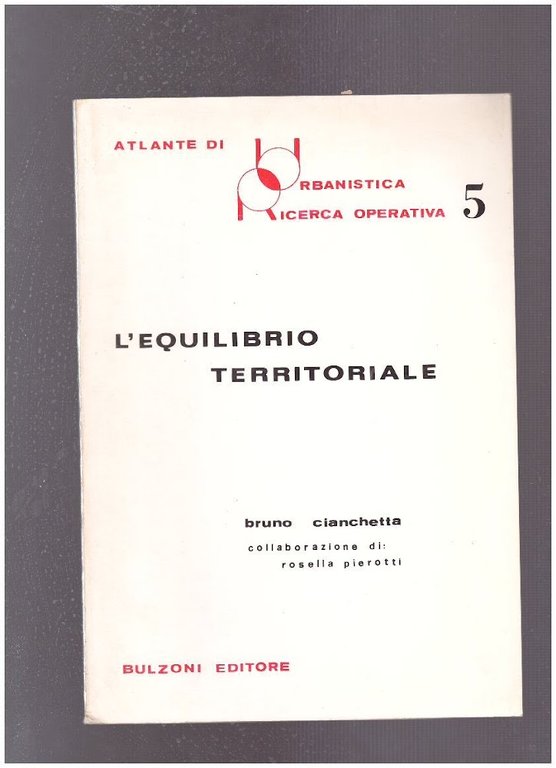 ATLANTE DI
URBANISTICA
RICERCA OPERATIVA 5
L'EQUILIBRIO
TERRITORIALE
bruno cianchetta
collaborazione di:
rosella pierotti
BULZONI EDITORE